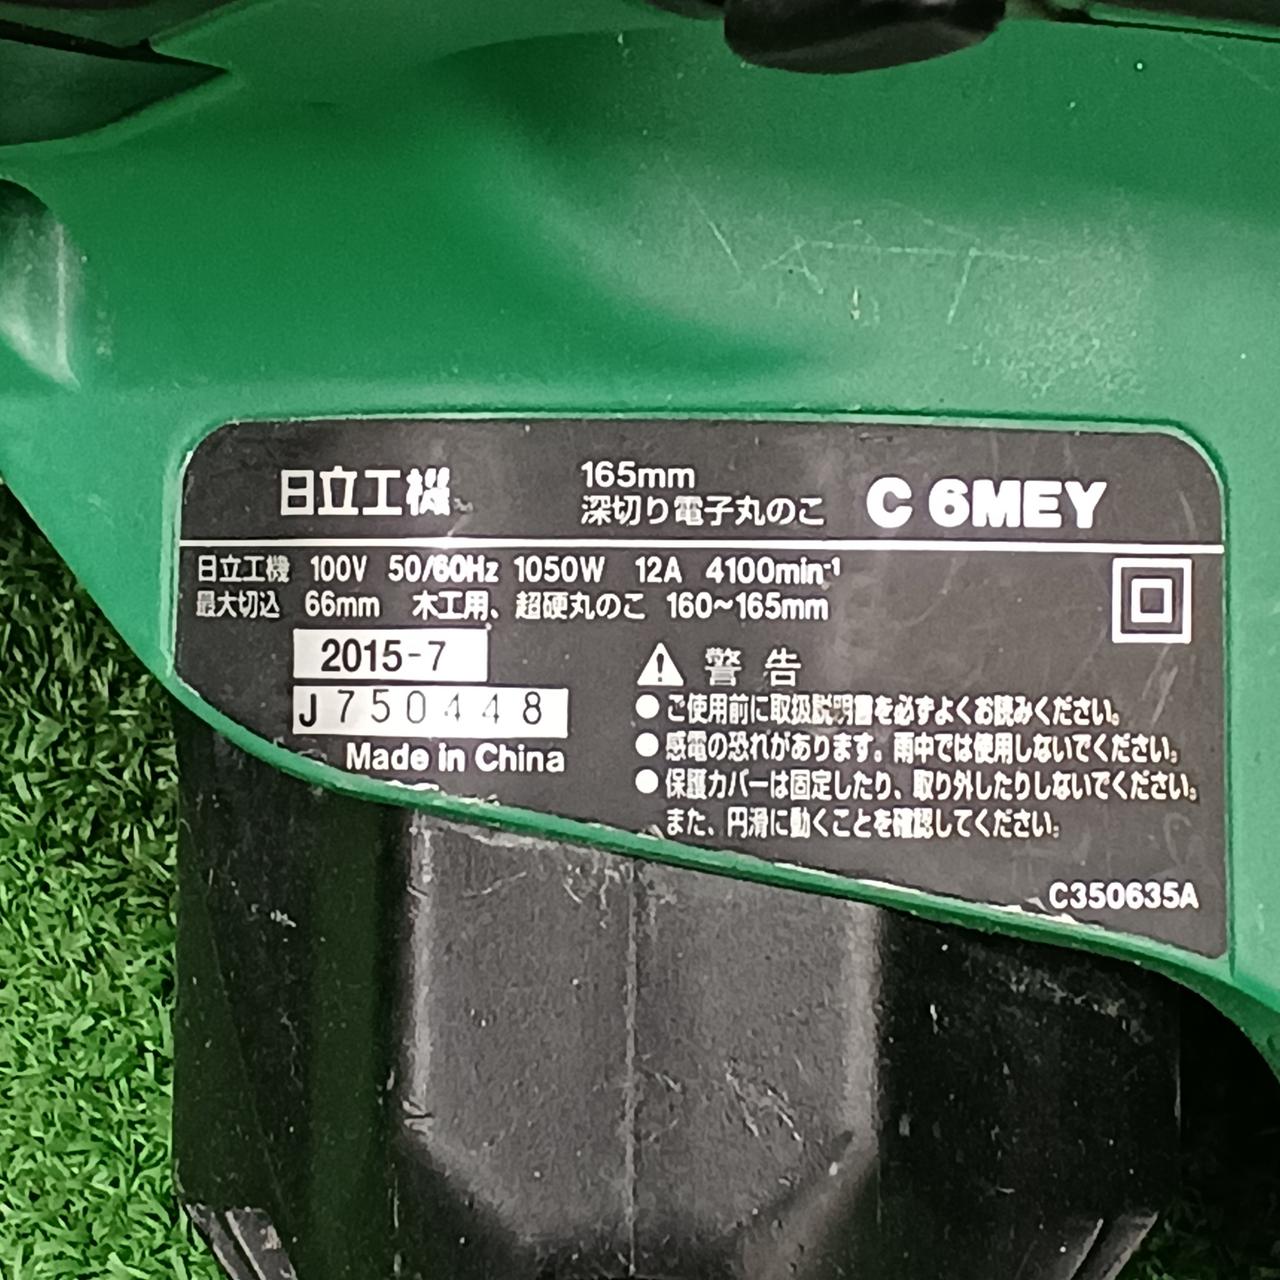 日立工機
165mm
深切り電子丸のこ
C 6MEY
日立工機 100V 50/60Hz 1050W 12A 4100min⁻¹
最大切込 66mm 木工用、超硬丸のこ 160~165mm
2015-7
J750448
Made in China
⚠ 警告
●ご使用前に取扱説明書を必ずよくお読みください。
●感電の恐れがあります。雨中では使用しないでください。
●保護カバーは固定したり、取り外したりしないでください。
また、円滑に動くことを確認してください。
C350635A